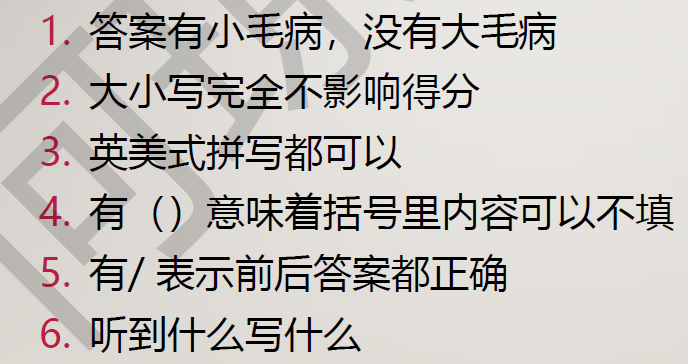 1. 答案有小毛病，没有大毛病
2. 大小写完全不影响得分
3. 英美式拼写都可以
4. 有（）意味着括号里内容可以不填
5. 有/ 表示前后答案都正确
6. 听到什么写什么